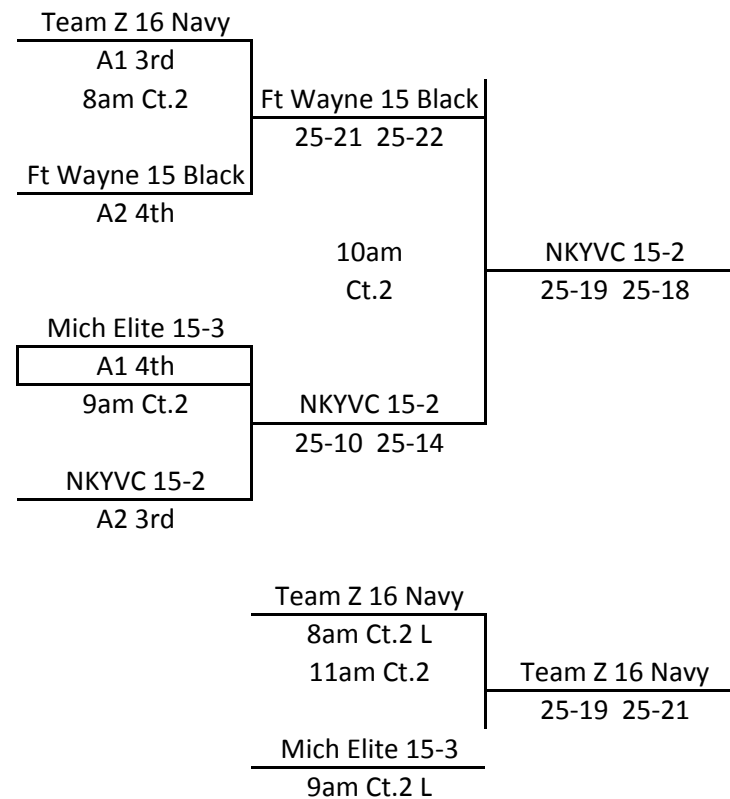 Team Z 16 Navy
A1 3rd
8am Ct.2
Ft Wayne 15 Black
25-21 25-22
Ft Wayne 15 Black
A2 4th
10am
Ct.2
NKYVC 15-2
25-19 25-18
Mich Elite 15-3
A1 4th
9am Ct.2
NKYVC 15-2
25-10 25-14
NKYVC 15-2
A2 3rd
Team Z 16 Navy
8am Ct.2 L
11am Ct.2
Team Z 16 Navy
25-19 25-21
Mich Elite 15-3
9am Ct.2 L